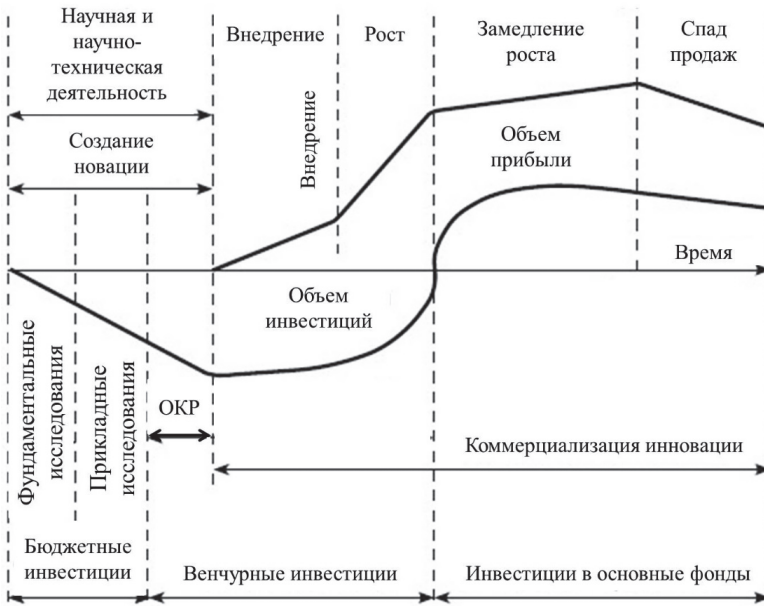 Научная и
научно-
техническая
деятельность
Внедрение
Рост
Замедление
роста
Спад
продаж
Создание
новации
Внедрение
Объем
прибыли
Время
Объем
инвестиций
Фундаментальные
исследования
Прикладные
исследования
ОКР
Коммерциализация инновации
Бюджетные
инвестиции
Венчурные инвестиции
Инвестиции в основные фонды